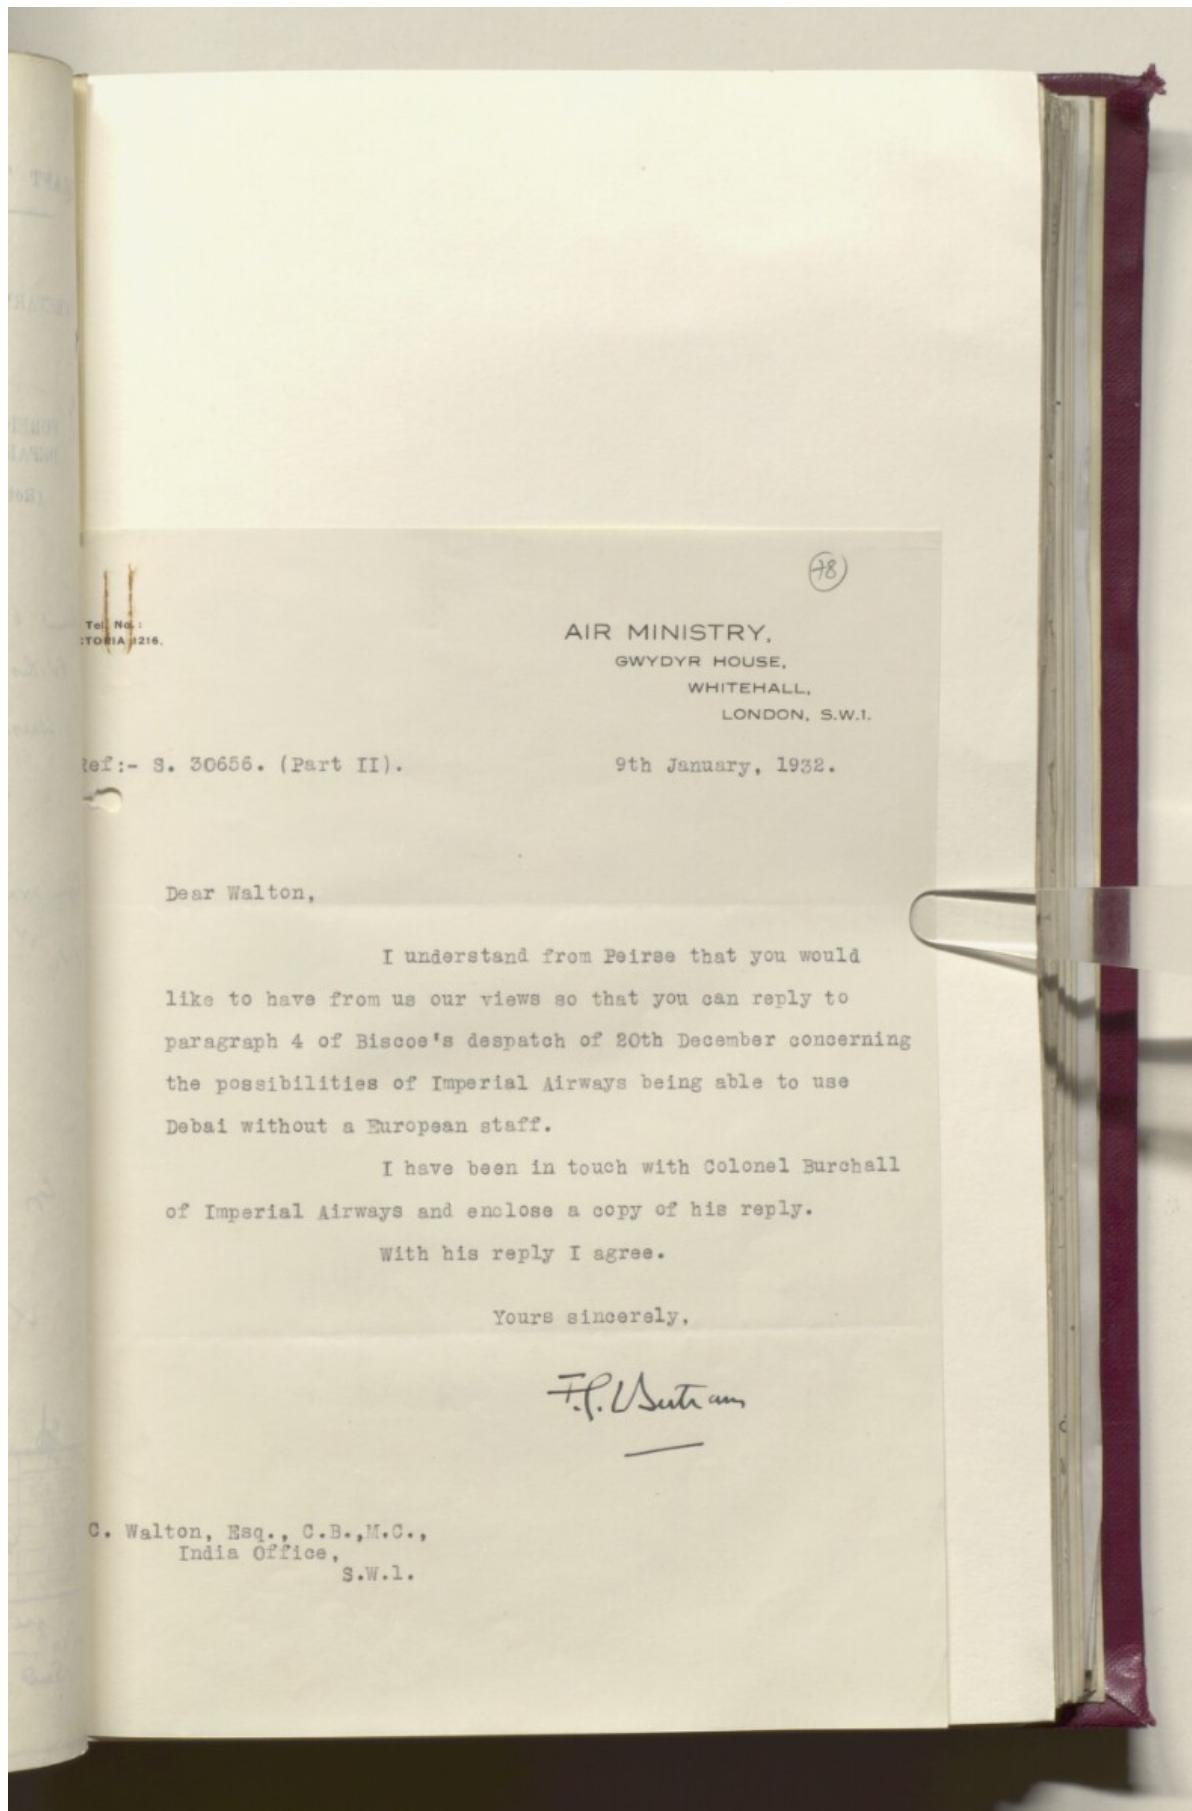 78
Tel. No.:
TORIA 1216.
AIR MINISTRY,
GWYDYR HOUSE,
WHITEHALL,
LONDON, S.W.1.
Ref:- S. 30656. (Part II).
9th January, 1932.
Dear Walton,
I understand from Peirse that you would
like to have from us our views so that you can reply to
paragraph 4 of Biscoe's despatch of 20th December concerning
the possibilities of Imperial Airways being able to use
Debai without a European staff.
I have been in touch with Colonel Burchall
of Imperial Airways and enclose a copy of his reply.
With his reply I agree.
Yours sincerely,
F.G. Bertram
C. Walton, Esq., C.B.,M.C.,
India Office,
S.W.1.